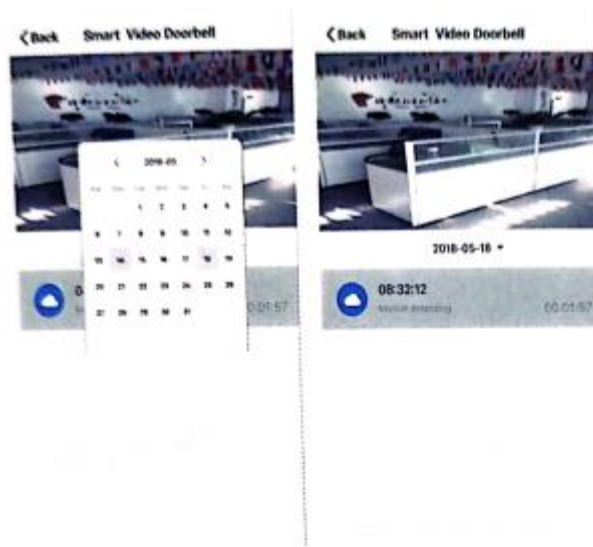 Back Smart Video Doorbell
2018-05
1 2 3 4 5
6 7 8 9 10 11 12
13 14 15 16 17 18 19
20 21 22 23 24 25 26
27 28 29 30 31
00:01:57
Back Smart Video Doorbell
2018-05-18
08:32:12
Motion detecting 00:01:57